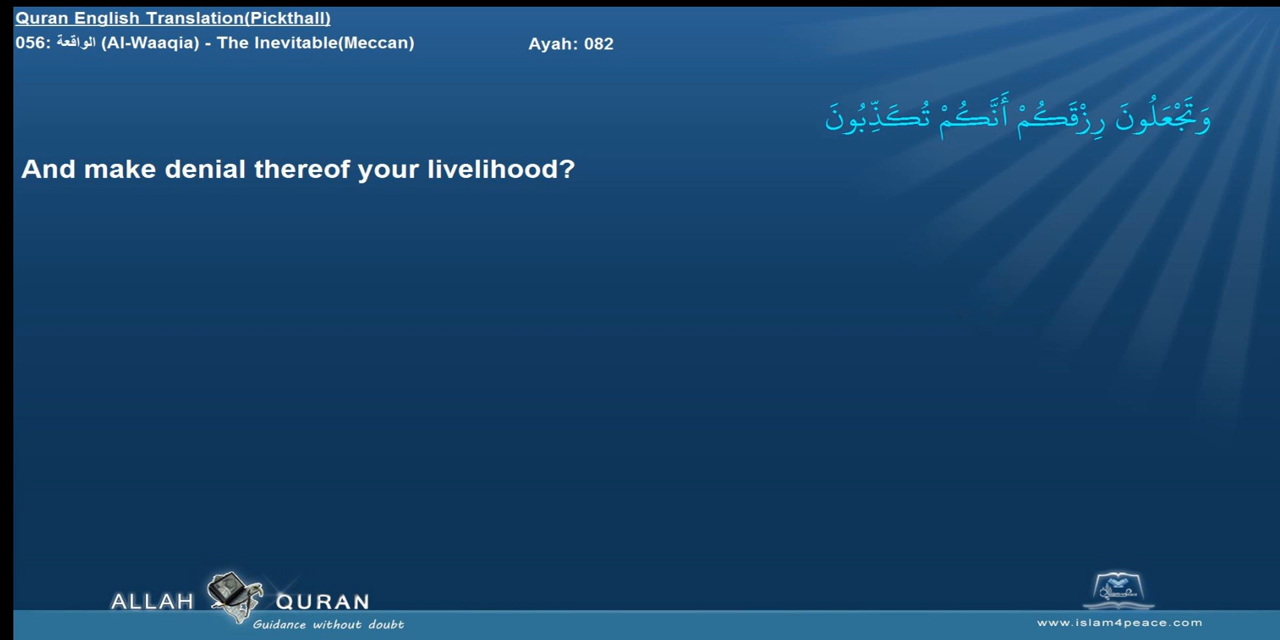 Quran English Translation(Pickthall)
056: الواقعة (Al-Waaqia) - The Inevitable(Meccan) Ayah: 082
وَتَجْعَلُونَ رِزْقَكُمْ أَنَّكُمْ تُكَذِّبُونَ
And make denial thereof your livelihood?
ALLAH QURAN
Guidance without doubt
www.islam4peace.com